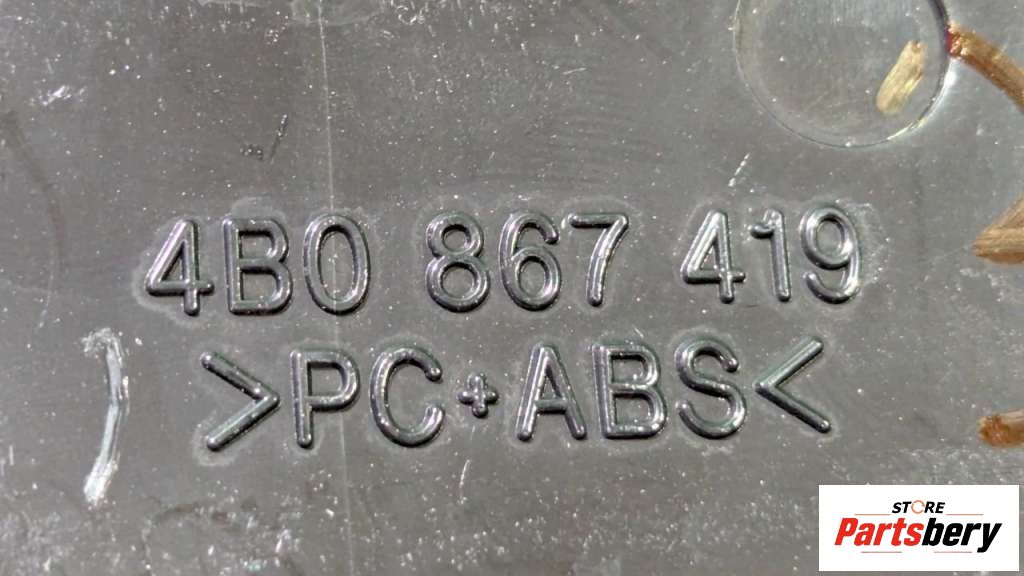 4B0 867 419
>PC+ABS<
STORE
Partsbery